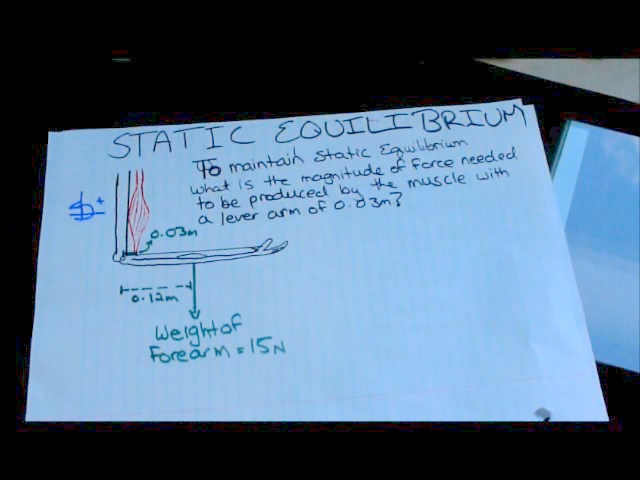 STATIC EQUILIBRIUM
To maintain Static Equilibrium
what is the magnitude of force needed
to be produced by the muscle with
a lever arm of 0.03m?
+
0.03m
0.12m
Weight of
Forearm = 15N